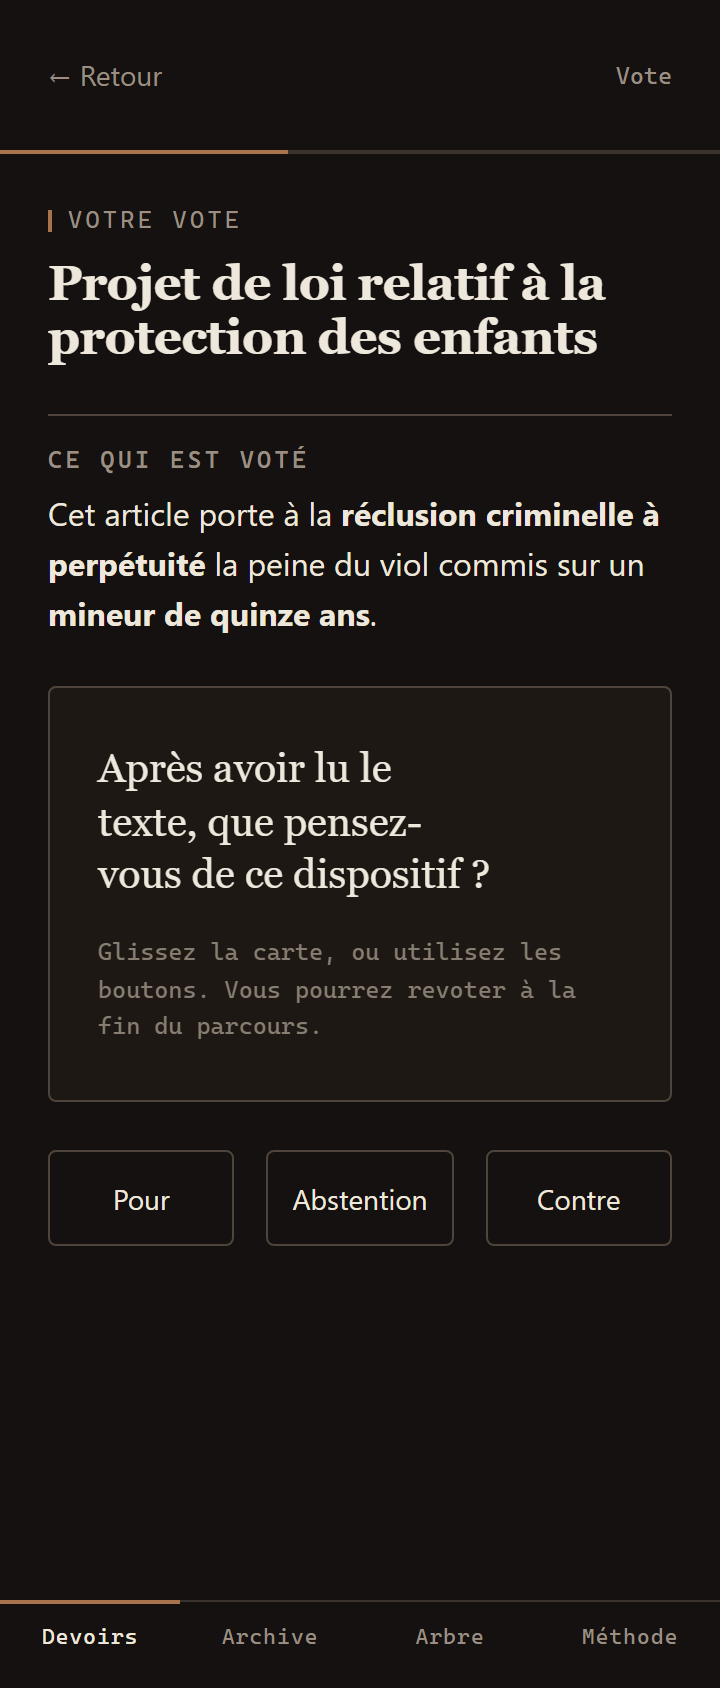 ← Retour
Vote
VOTRE VOTE
Projet de loi relatif à la
protection des enfants
CE QUI EST VOTÉ
Cet article porte à la réclusion criminelle à
perpétuité la peine du viol commis sur un
mineur de quinze ans.
Après avoir lu le
texte, que pensez-
vous de ce dispositif ?
Glissez la carte, ou utilisez les
boutons. Vous pourrez revoter à la
fin du parcours.
Pour
Abstention
Contre
Devoirs
Archive
Arbre
Méthode